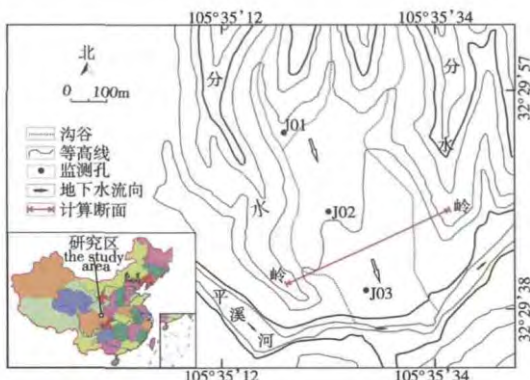 105°35′12 105°35′34
北
0 100m
沟谷
等高线
监测孔
地下水流向
计算断面
研究区
the study
area
分
分
32°29′57
J01
水
J02
水
岭
岭
J03
平
溪
河
32°29′38
105°35′12 105°35′34